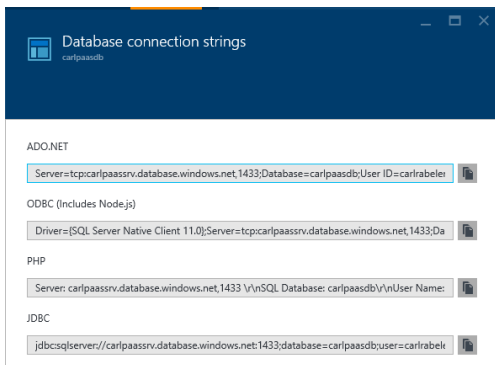 Database connection strings
carlpaasdb
ADO.NET
Server=tcp:carlpaassrv.database.windows.net,1433;Database=carlpaasdb;User ID=carlrabeler
ODBC (Includes Node.js)
Driver={SQL Server Native Client 11.0};Server=tcp:carlpaassrv.database.windows.net,1433;Da
PHP
Server: carlpaassrv.database.windows.net,1433 \r\nSQL Database: carlpaasdb\r\nUser Name:
JDBC
jdbc:sqlserver://carlpaassrv.database.windows.net:1433;database=carlpaasdb;user=carlrabele